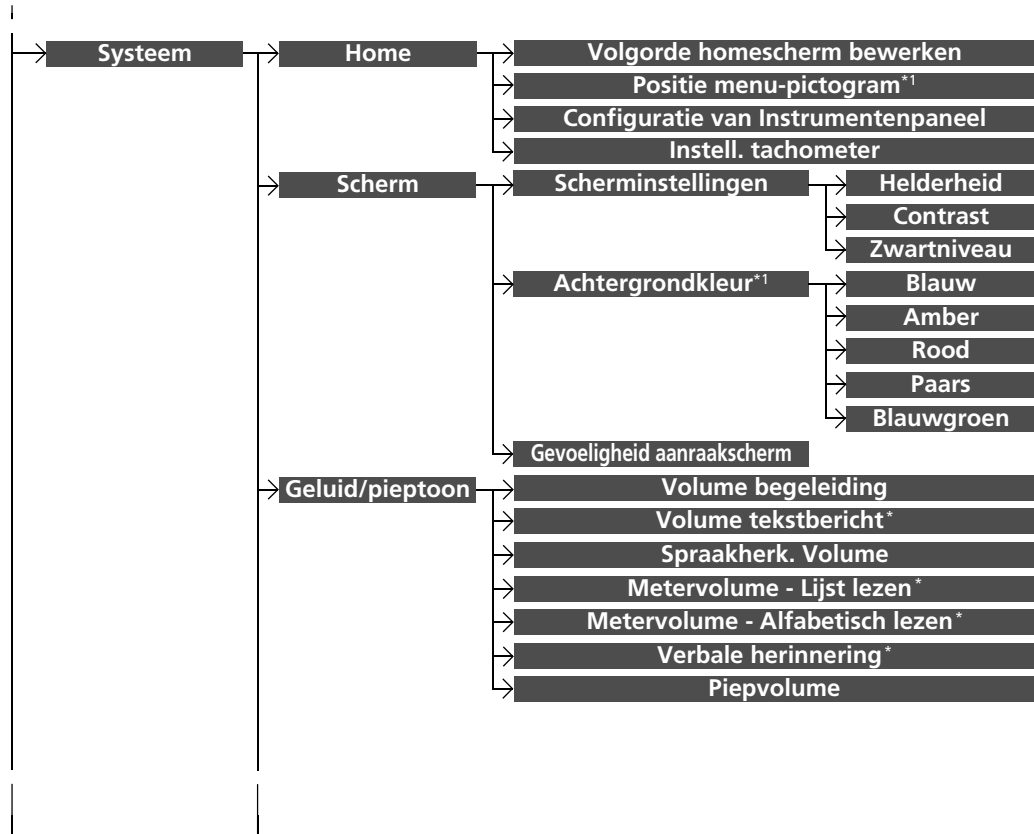 Systeem
Home
Volgorde homescherm bewerken
Positie menu-pictogram*1
Configuratie van Instrumentenpaneel
Instell. tachometer
Scherm
Scherminstellingen
Helderheid
Contrast
Zwartniveau
Achtergrondkleur*1
Blauw
Amber
Rood
Paars
Blauwgroen
Gevoeligheid aanraakscherm
Geluid/pieptoon
Volume begeleiding
Volume tekstbericht*
Spraakherk. Volume
Metervolume - Lijst lezen*
Metervolume - Alfabetisch lezen*
Verbale herinnering*
Piepvolume